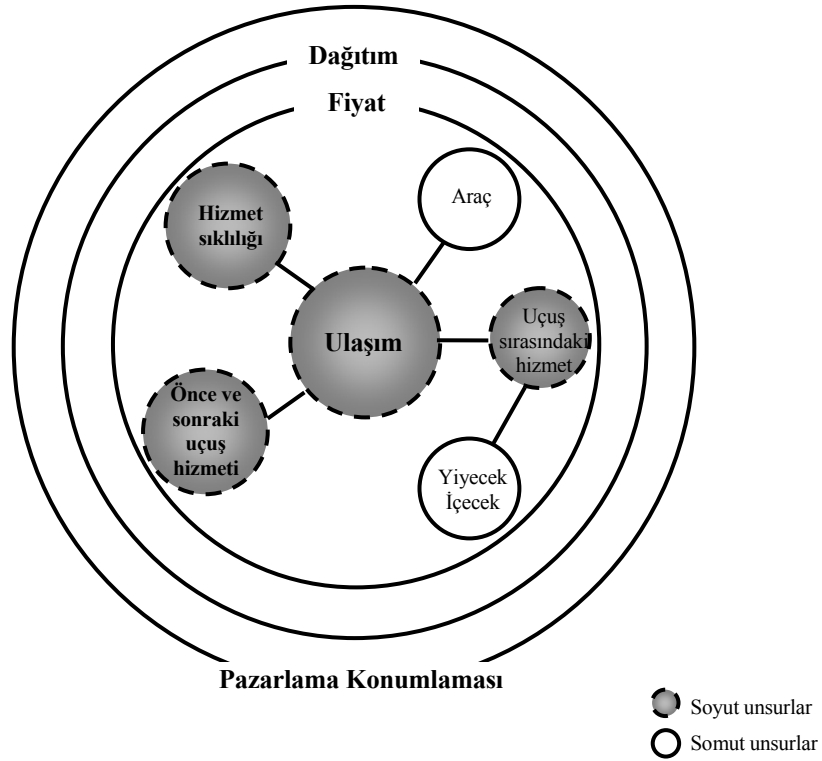 Dağıtım
Fiyat
Hizmet
sıklılığı
Araç
Ulaşım
Uçuş
sırasındaki
hizmet
Önce ve
sonraki
uçuş
hizmeti
Yiyecek
İçecek
Pazarlama Konumlaması
Soyut unsurlar
Somut unsurlar